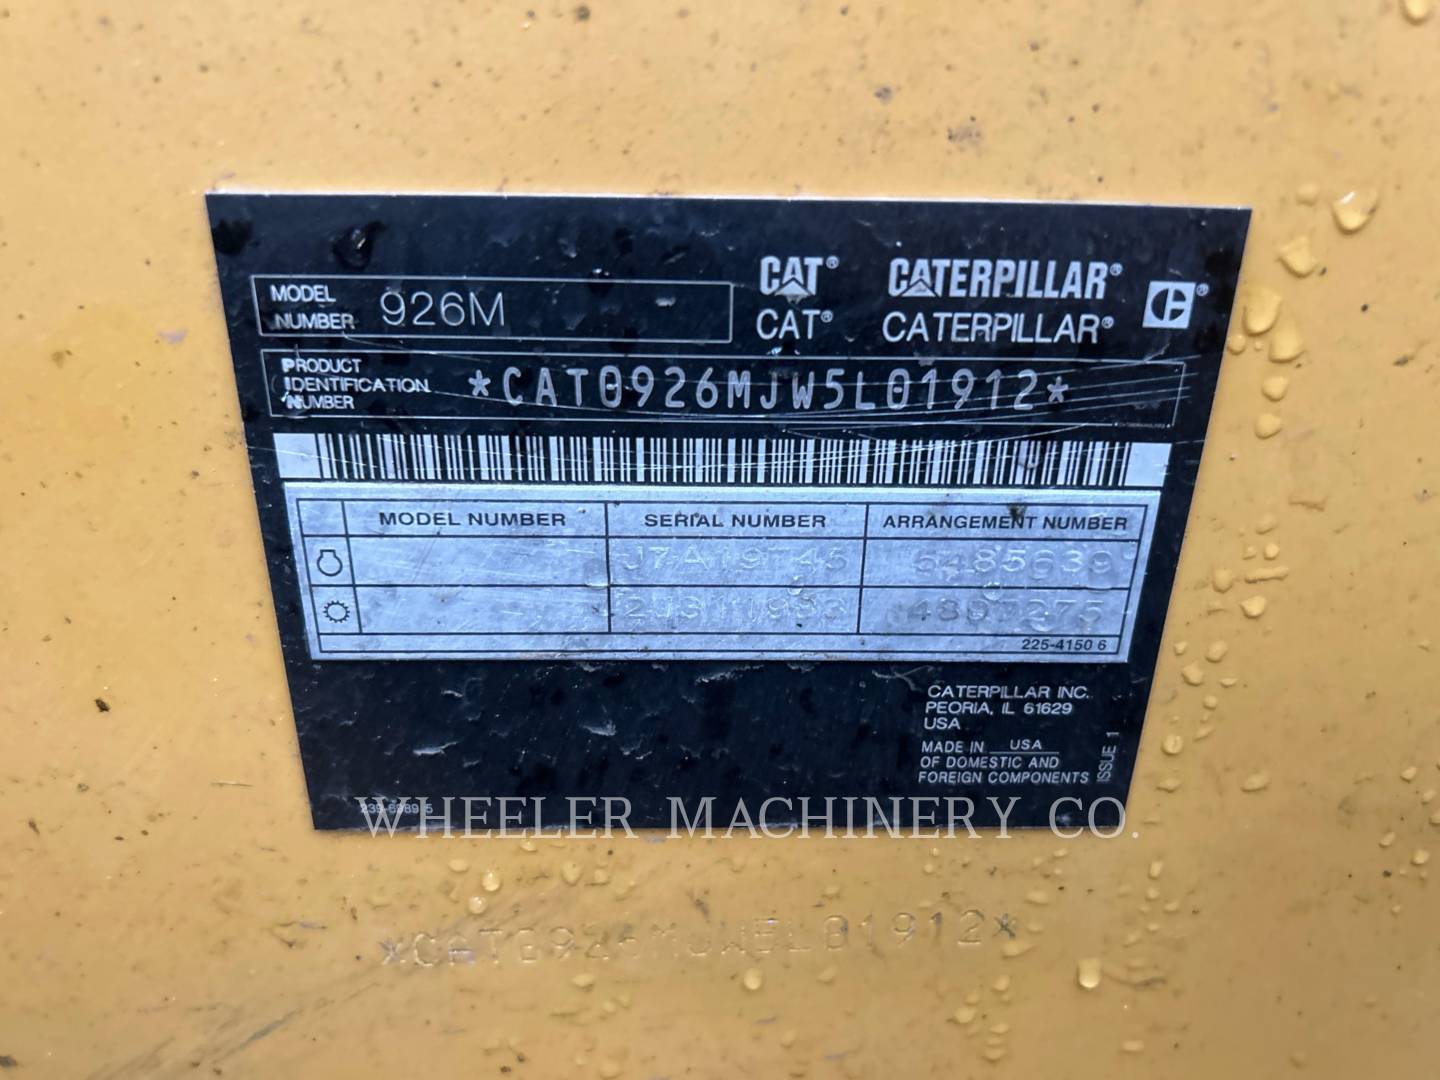 MODEL NUMBER 926M
CAT® CATERPILLAR®
CAT® CATERPILLAR®
PRODUCT IDENTIFICATION NUMBER *CAT0926MJW5L01912*
MODEL NUMBER SERIAL NUMBER ARRANGEMENT NUMBER
5485639
225-4150 6
CATERPILLAR INC.
PEORIA, IL 61629
USA
MADE IN USA
OF DOMESTIC AND
FOREIGN COMPONENTS
ISSUE 1
WHEELER MACHINERY CO.
*CAT0926MJW5L01912*